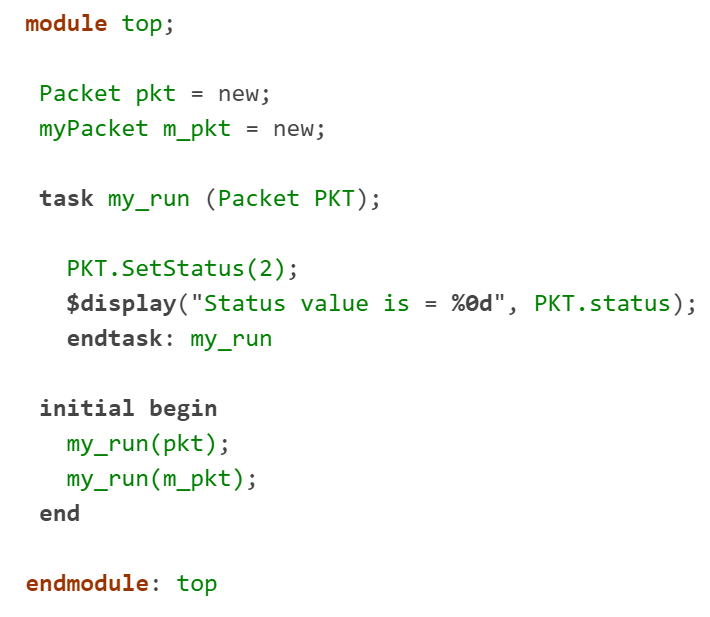 module top;
Packet pkt = new;
myPacket m_pkt = new;
task my_run (Packet PKT);
PKT.SetStatus(2);
$display("Status value is = %0d", PKT.status);
endtask: my_run
initial begin
my_run(pkt);
my_run(m_pkt);
end
endmodule: top